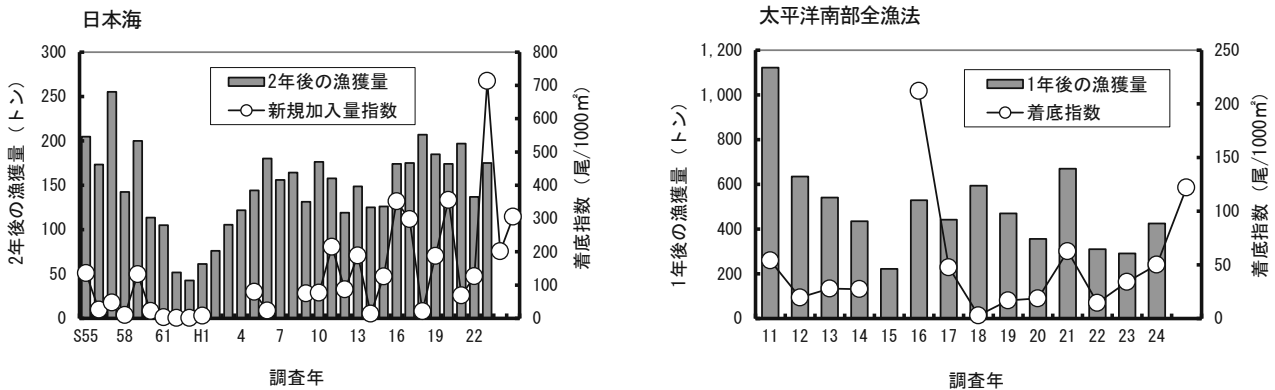 日本海
2年後の漁獲量（トン）
300
250
200
150
100
50
0
2年後の漁獲量
新規加入量指数
800
700
600
500
400
300
200
100
0
着底指数（尾/1000㎡）
S55 58 61 H1 4 7 10 13 16 19 22
調査年
太平洋南部全漁法
1年後の漁獲量（トン）
1,200
1,000
800
600
400
200
0
1年後の漁獲量
着底指数
250
200
150
100
50
0
着底指数（尾/1000㎡）
11 12 13 14 15 16 17 18 19 20 21 22 23 24
調査年